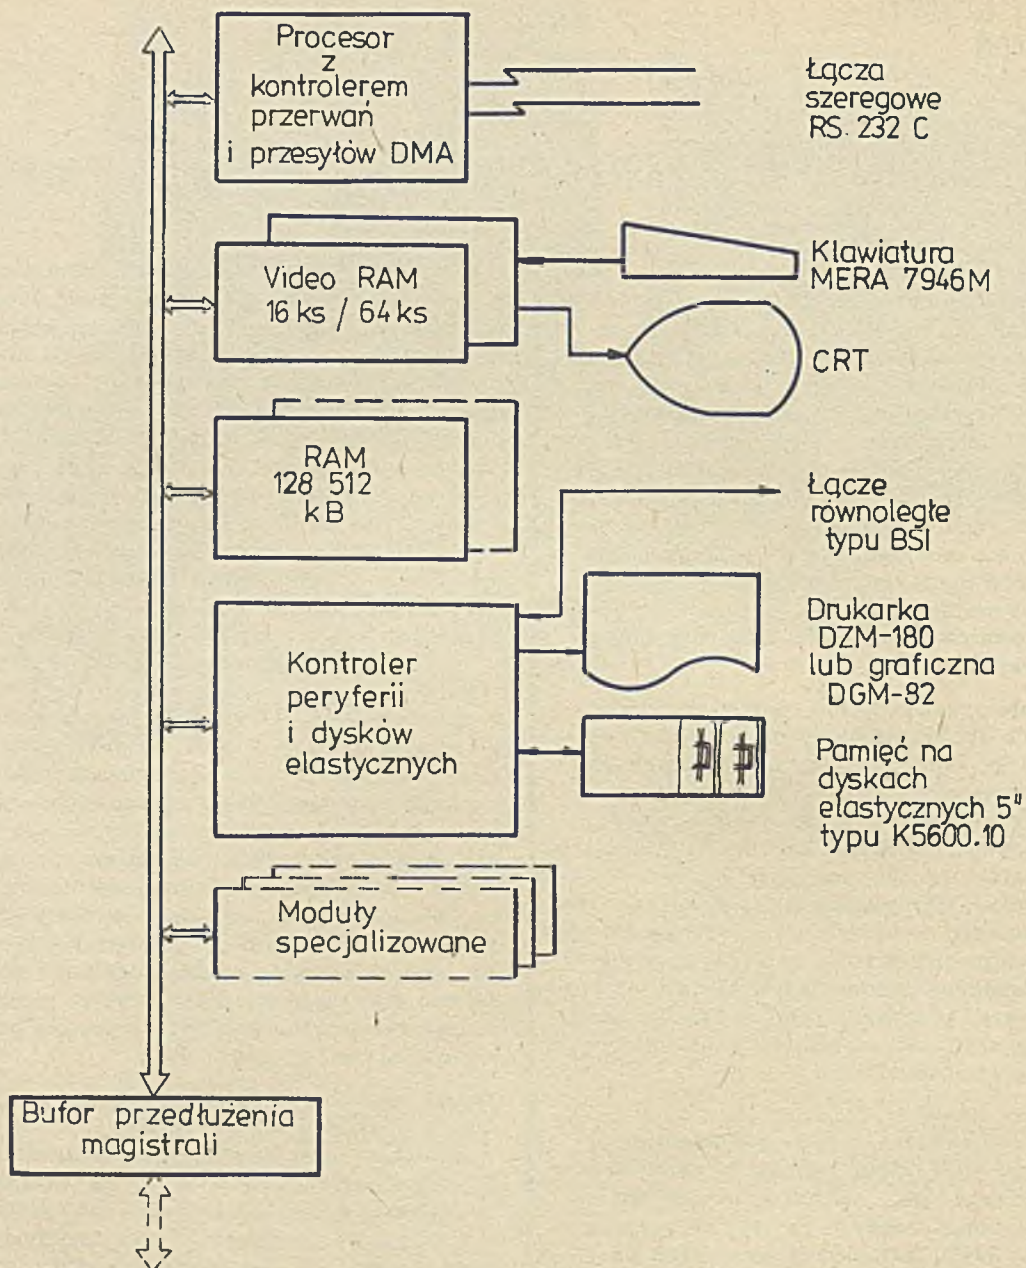 Procesor
z
kontrolerem
przerwań
i przesyłów DMA
Łącza
szeregowe
RS. 232 C
Video RAM
16 ks / 64 ks
Klawiatura
MERA 7946M
CRT
RAM
128 512
kB
Łącze
równoległe
typu BSI
Kontroler
peryferii
i dysków
elastycznych
Drukarka
DZM-180
lub graficzna
DGM-82
Pamięć na
dyskach
elastycznych 5"
typu K5600.10
Moduły
specjalizowane
Bufor przedłużenia
magistrali